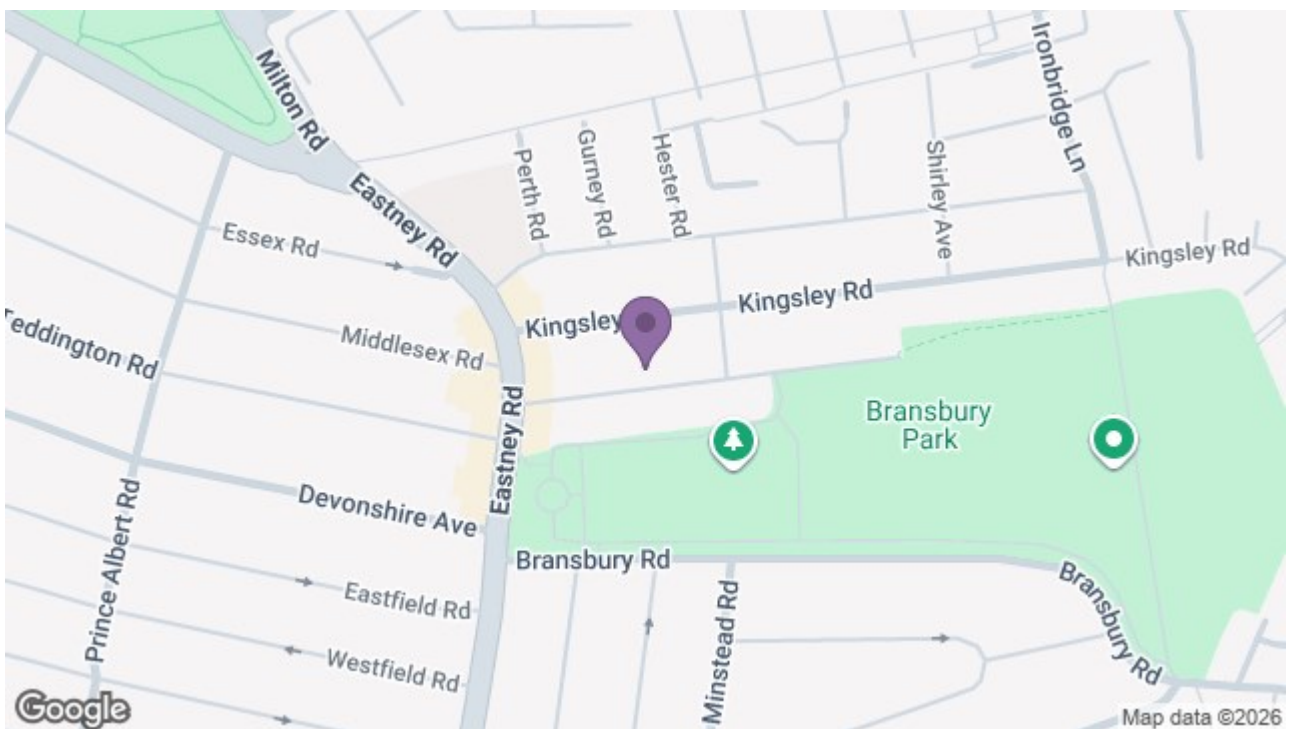 Milton Rd
Ironbridge Ln
Eastney Rd
Perth Rd
Gurney Rd
Hester Rd
Shirley Ave
Essex Rd
Kingsley Rd
Kingsley Rd
Kingsley
Middlesex Rd
Teddington Rd
Eastney Rd
Bransbury
Park
Devonshire Ave
Prince Albert Rd
Bransbury Rd
Bransbury Rd
Eastfield Rd
Minstead Rd
Westfield Rd
Google
Map data ©2026